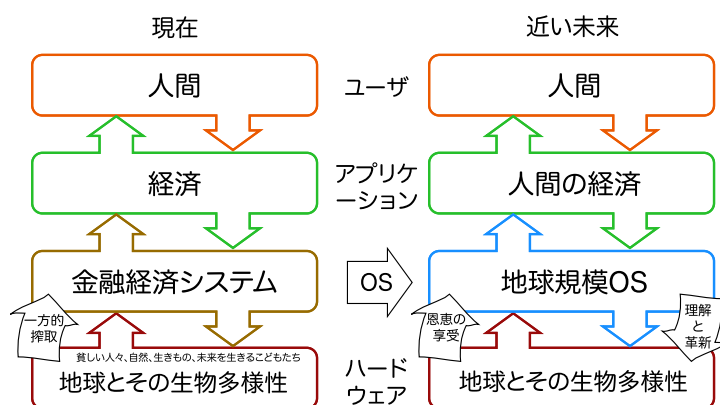 現在
近い未来
人間
ユーザ
人間
経済
アプリケ
ーション
人間の経済
金融経済システム
OS
地球規模OS
一方的
搾取
恩恵の
享受
理解
と
革新
貧しい人々、自然、生きもの、未来を生きるこどもたち
地球とその生物多様性
ハード
ウェア
地球とその生物多様性